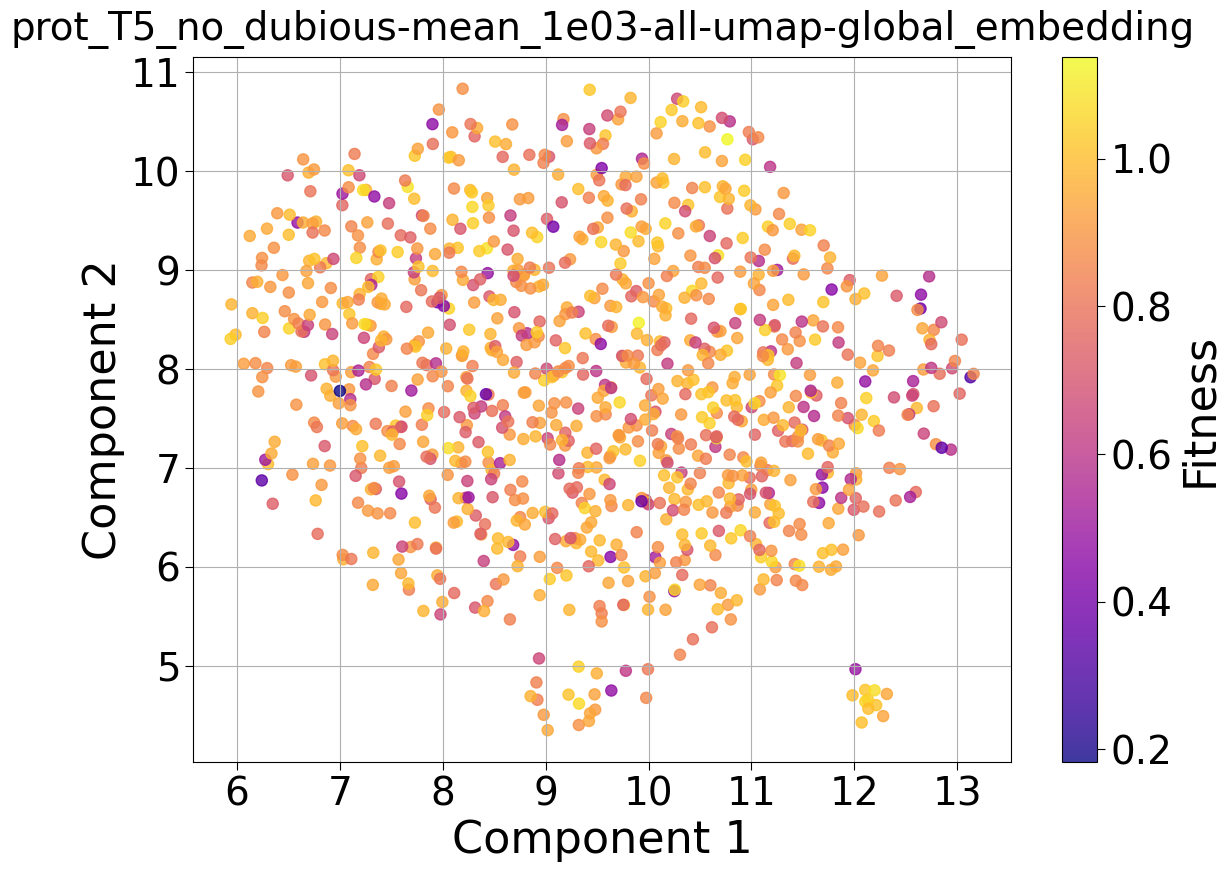 prot_T5_no_dubious-mean_1e03-all-umap-global_embedding
11
10
9
8
7
6
5
Component 2
6 7 8 9 10 11 12 13
Component 1
1.0
0.8
0.6
0.4
0.2
Fitness